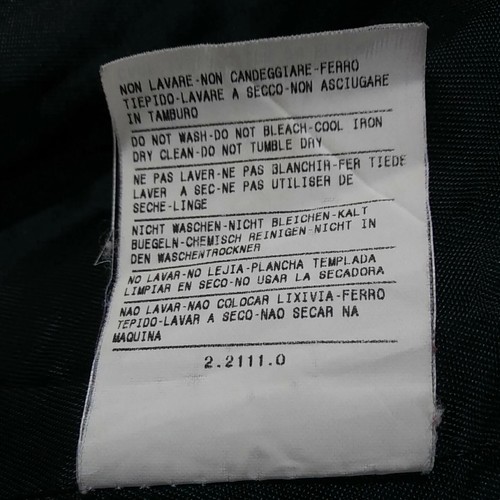 NON LAVARE-NON CANDEGGIARE-FERRO
TIEPIDO-LAVARE A SECCO-NON ASCIUGARE
IN TAMBURO
DO NOT WASH-DO NOT BLEACH-COOL IRON
DRY CLEAN-DO NOT TUMBLE DRY
NE PAS LAVER-NE PAS BLANCHIR-FER TIEDE
LAVER A SEC-NE PAS UTILISER DE
SECHE-LINGE
NICHT WASCHEN-NICHT BLEICHEN-KALT
BUEGELN-CHEMISCH REINIGEN-NICHT IN
DEN WASCHENTROCKNER
NO LAVAR-NO LEJIA-PLANCHA TEMPLADA
LIMPIAR EN SECO-NO USAR LA SECADORA
NAO LAVAR-NAO COLOCAR LIXIVIA-FERRO
TEPIDO-LAVAR A SECO-NAO SECAR NA
MAQUINA
2.2111.0